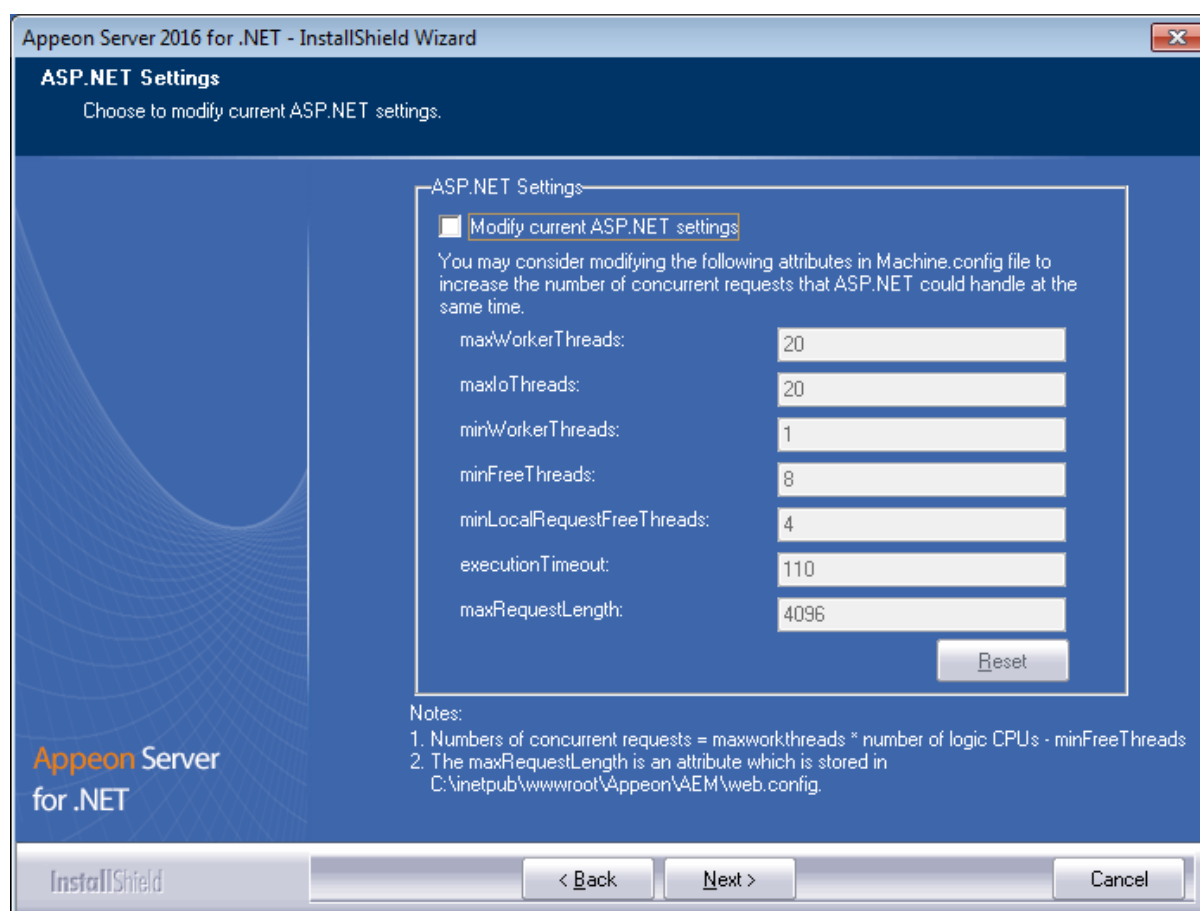 Appeon Server 2016 for .NET - InstallShield Wizard
ASP.NET Settings
Choose to modify current ASP.NET settings.
ASP.NET Settings
Modify current ASP.NET settings
You may consider modifying the following attributes in Machine.config file to
increase the number of concurrent requests that ASP.NET could handle at the
same time.
maxWorkerThreads: 20
maxIoThreads: 20
minWorkerThreads: 1
minFreeThreads: 8
minLocalRequestFreeThreads: 4
executionTimeout: 110
maxRequestLength: 4096
Reset
Notes:
1. Numbers of concurrent requests = maxworkthreads * number of logic CPUs - minFreeThreads
2. The maxRequestLength is an attribute which is stored in
C:\inetpub\wwwroot\Appeon\AEM\web.config.
Appeon Server
for .NET
InstallShield
< Back
Next >
Cancel